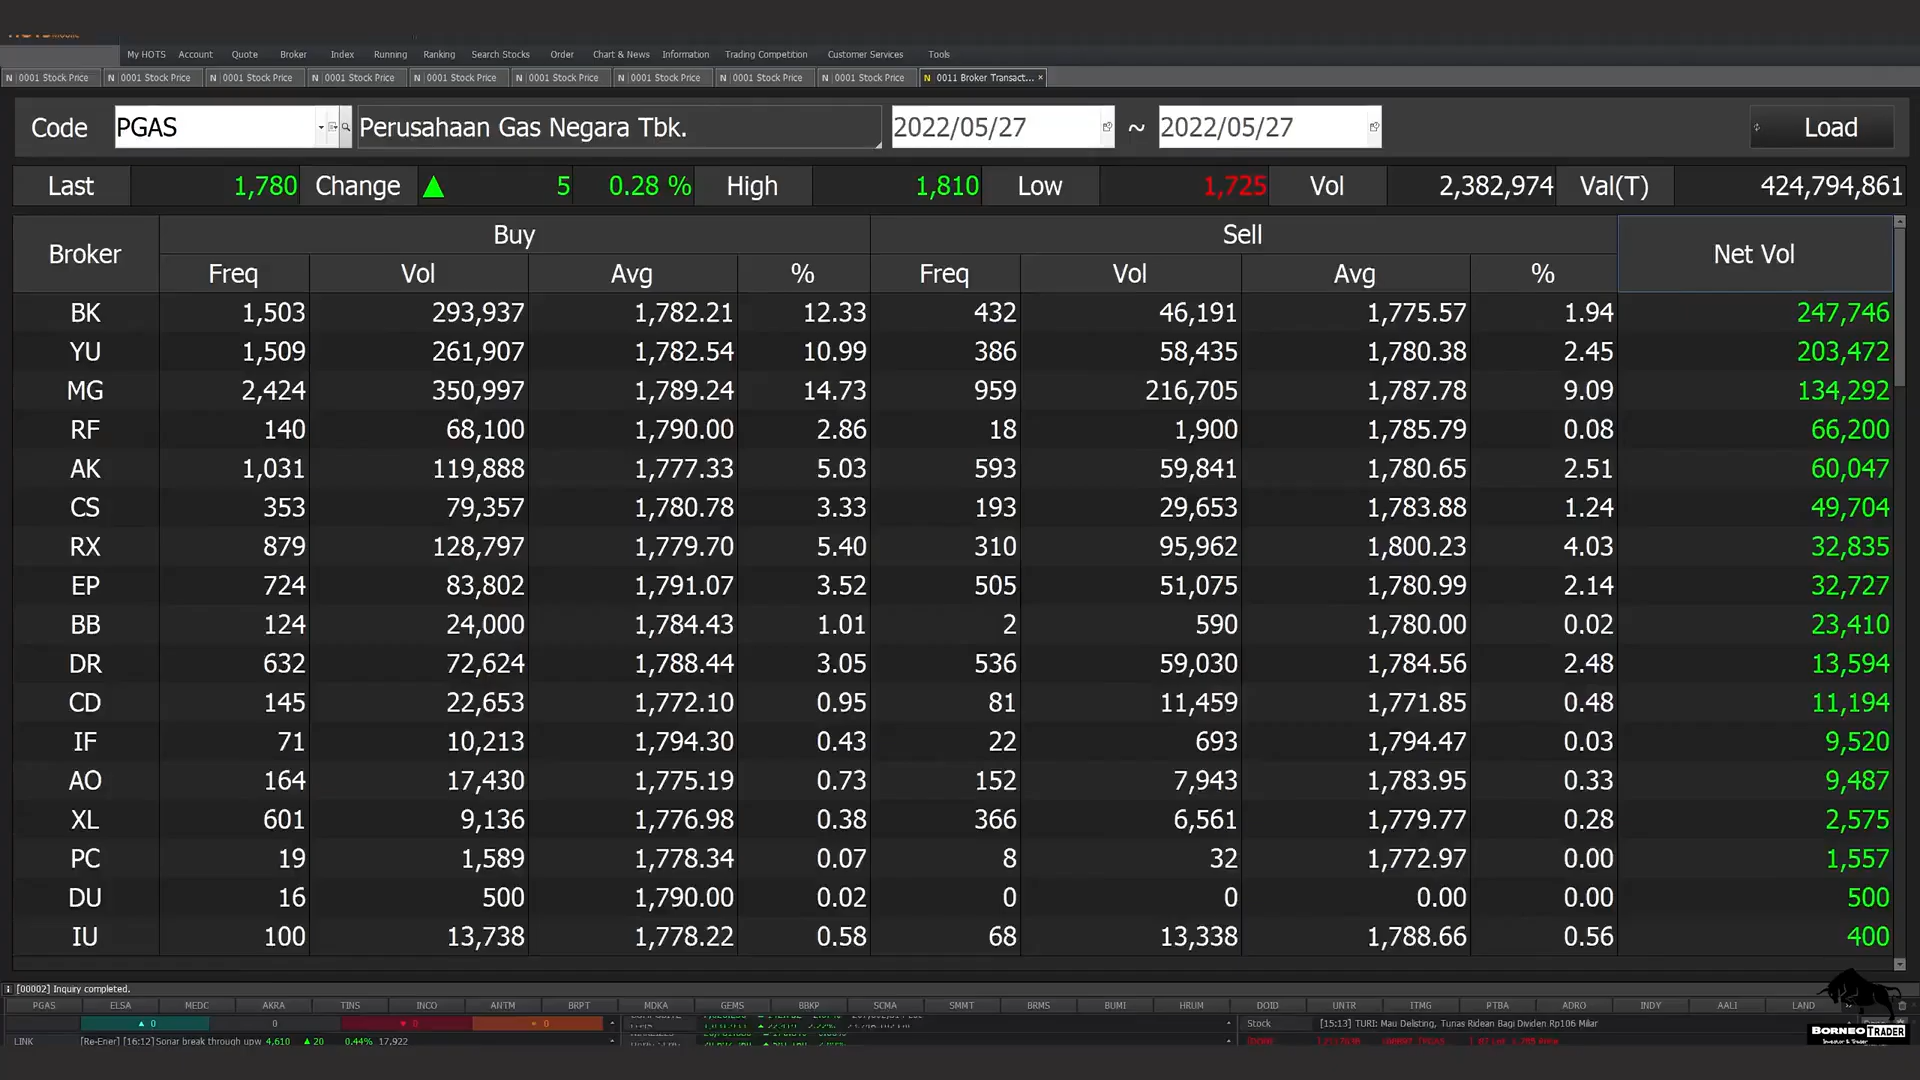 My HOTS Account Quote Broker Index Running Ranking Search Stocks Order Chart & News Information Trading Competition Customer Services Tools
N 0001 Stock Price N 0001 Stock Price N 0001 Stock Price N 0001 Stock Price N 0001 Stock Price N 0001 Stock Price N 0001 Stock Price N 0001 Stock Price N 0001 Stock Price N 0011 Broker Transact... ×
Code PGAS Perusahaan Gas Negara Tbk. 2022/05/27 ~ 2022/05/27 Load
Last 1,780 Change ▲ 5 0.28 % High 1,810 Low 1,725 Vol 2,382,974 Val(T) 424,794,861
Broker Buy Sell Net Vol
Freq Vol Avg % Freq Vol Avg %
BK 1,503 293,937 1,782.21 12.33 432 46,191 1,775.57 1.94 247,746
YU 1,509 261,907 1,782.54 10.99 386 58,435 1,780.38 2.45 203,472
MG 2,424 350,997 1,789.24 14.73 959 216,705 1,787.78 9.09 134,292
RF 140 68,100 1,790.00 2.86 18 1,900 1,785.79 0.08 66,200
AK 1,031 119,888 1,777.33 5.03 593 59,841 1,780.65 2.51 60,047
CS 353 79,357 1,780.78 3.33 193 29,653 1,783.88 1.24 49,704
RX 879 128,797 1,779.70 5.40 310 95,962 1,800.23 4.03 32,835
EP 724 83,802 1,791.07 3.52 505 51,075 1,780.99 2.14 32,727
BB 124 24,000 1,784.43 1.01 2 590 1,780.00 0.02 23,410
DR 632 72,624 1,788.44 3.05 536 59,030 1,784.56 2.48 13,594
CD 145 22,653 1,772.10 0.95 81 11,459 1,771.85 0.48 11,194
IF 71 10,213 1,794.30 0.43 22 693 1,794.47 0.03 9,520
AO 164 17,430 1,775.19 0.73 152 7,943 1,783.95 0.33 9,487
XL 601 9,136 1,776.98 0.38 366 6,561 1,779.77 0.28 2,575
PC 19 1,589 1,778.34 0.07 8 32 1,772.97 0.00 1,557
DU 16 500 1,790.00 0.02 0 0 0.00 0.00 500
IU 100 13,738 1,778.22 0.58 68 13,338 1,788.66 0.56 400
[00002] Inquiry completed.
PGAS ELSA MEDC AKRA TINS INCO ANTM BRPT MDKA GEMS BBKP SCMA SMMT BRMS BUMI HRUM DOID UNTR ITMG PTBA ADRO INDY AALI LAND
▲ 0 0 ▼ 0 0 Stock [15:13] TURI: Mau Delisting, Tunas Ridean Bagi Dividen Rp106 Miliar
LINK [Re-Ener] [16:12]Sonar break through upw 4,610 ▲ 20 0.44% 17,922
BORNEO TRADER
Investor & Trader